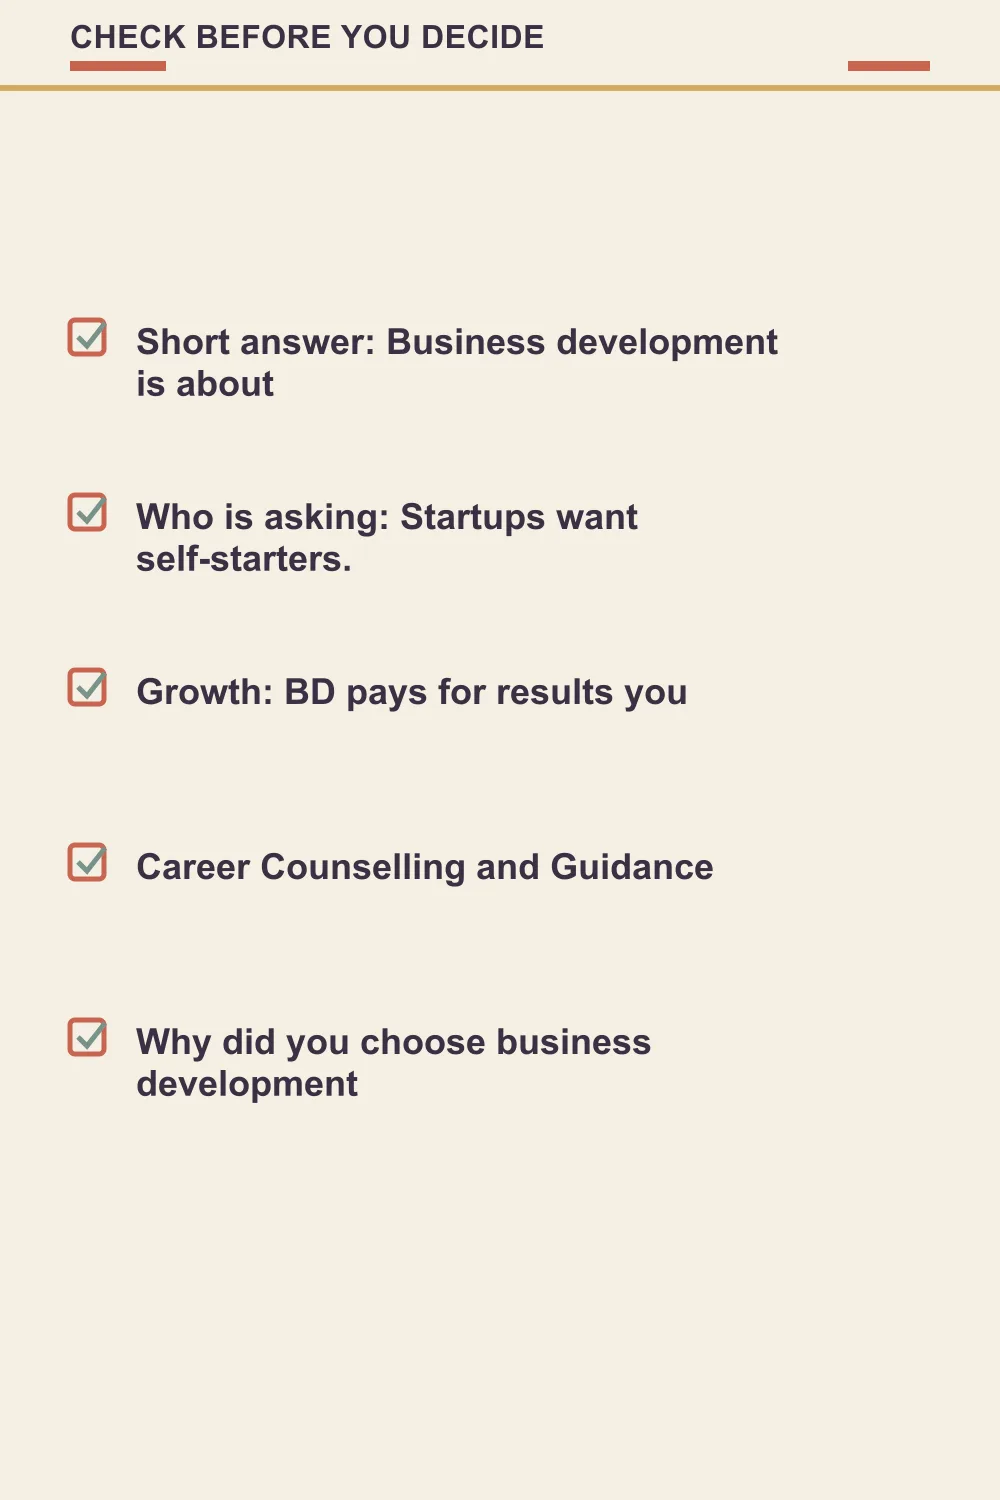 CHECK BEFORE YOU DECIDE
Short answer: Business development
is about
Who is asking: Startups want
self-starters.
Growth: BD pays for results you
Career Counselling and Guidance
Why did you choose business
development